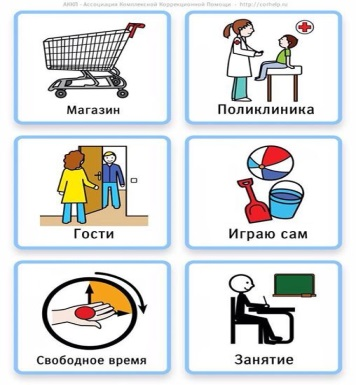 Магазин
Поликлиника
Гости
Играю сам
Свободное время
Занятие